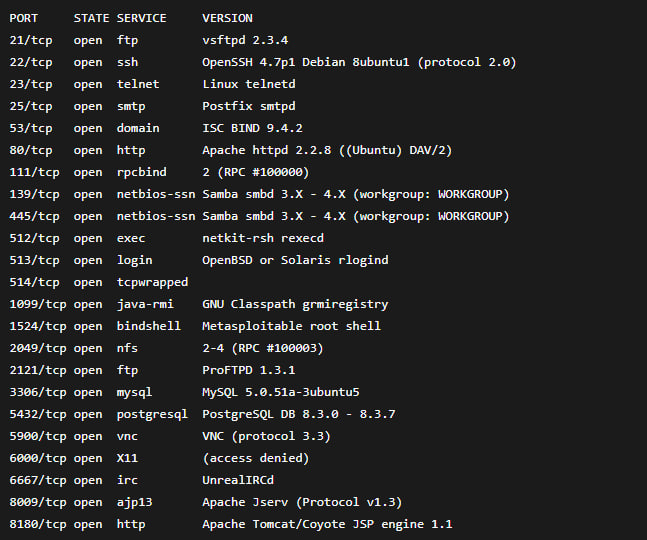 PORT STATE SERVICE VERSION
21/tcp open ftp vsftpd 2.3.4
22/tcp open ssh OpenSSH 4.7p1 Debian 8ubuntu1 (protocol 2.0)
23/tcp open telnet Linux telnetd
25/tcp open smtp Postfix smtpd
53/tcp open domain ISC BIND 9.4.2
80/tcp open http Apache httpd 2.2.8 ((Ubuntu) DAV/2)
111/tcp open rpcbind 2 (RPC #100000)
139/tcp open netbios-ssn Samba smbd 3.X - 4.X (workgroup: WORKGROUP)
445/tcp open netbios-ssn Samba smbd 3.X - 4.X (workgroup: WORKGROUP)
512/tcp open exec netkit-rsh rexecd
513/tcp open login OpenBSD or Solaris rlogind
514/tcp open tcpwrapped
1099/tcp open java-rmi GNU Classpath grmiregistry
1524/tcp open bindshell Metasploitable root shell
2049/tcp open nfs 2-4 (RPC #100003)
2121/tcp open ftp ProFTPD 1.3.1
3306/tcp open mysql MySQL 5.0.51a-3ubuntu5
5432/tcp open postgresql PostgreSQL DB 8.3.0 - 8.3.7
5900/tcp open vnc VNC (protocol 3.3)
6000/tcp open X11 (access denied)
6667/tcp open irc UnrealIRCd
8009/tcp open ajp13 Apache Jserv (Protocol v1.3)
8180/tcp open http Apache Tomcat/Coyote JSP engine 1.1